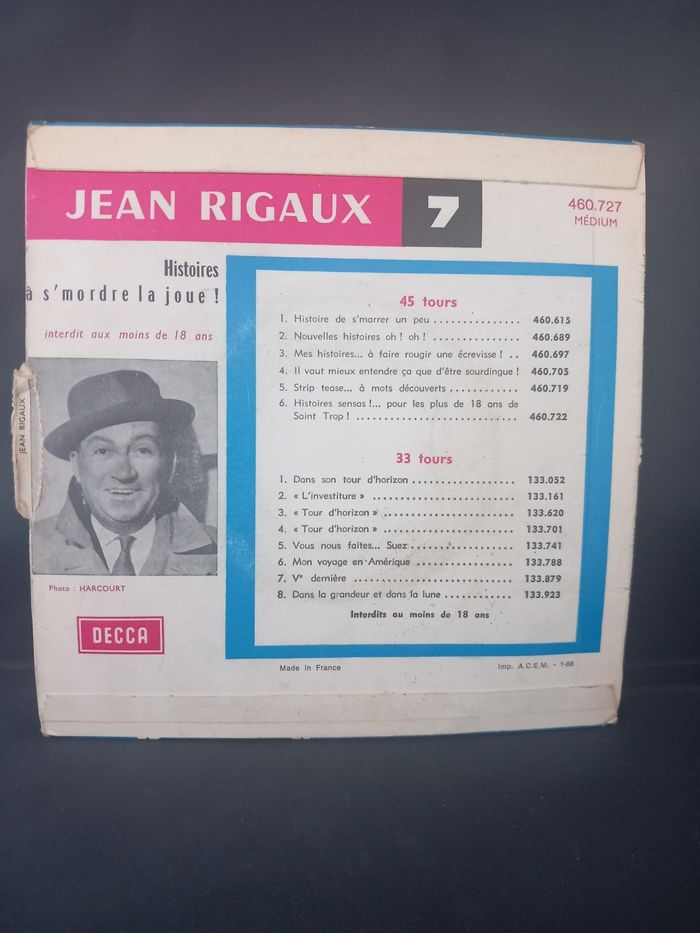 JEAN RIGAUX 7
460.727
MÉDIUM
Histoires
à s'mordre la joue !
interdit aux moins de 18 ans
JEAN RIGAUX
Photo : HARCOURT
DECCA
45 tours
1. Histoire de s'marrer un peu ............... 460.615
2. Nouvelles histoires oh ! oh ! ............... 460.689
3. Mes histoires... à faire rougir une écrevisse ! .. 460.697
4. Il vaut mieux entendre ça que d'être sourdingue ! 460.705
5. Strip tease... à mots découverts ............ 460.719
6. Histoires sensas !... pour les plus de 18 ans de
Saint Trop ! ............................ 460.722
33 tours
1. Dans son tour d'horizon .................. 133.052
2. « L'investiture » ........................ 133.161
3. « Tour d'horizon » ....................... 133.620
4. « Tour d'horizon » ....................... 133.701
5. Vous nous faites... Suez .................. 133.741
6. Mon voyage en Amérique ................. 133.788
7. Ve dernière ............................ 133.879
8. Dans la grandeur et dans la lune ............ 133.923
Interdits au moins de 18 ans
Made in France
Imp. A.C.E.M. - 1-68